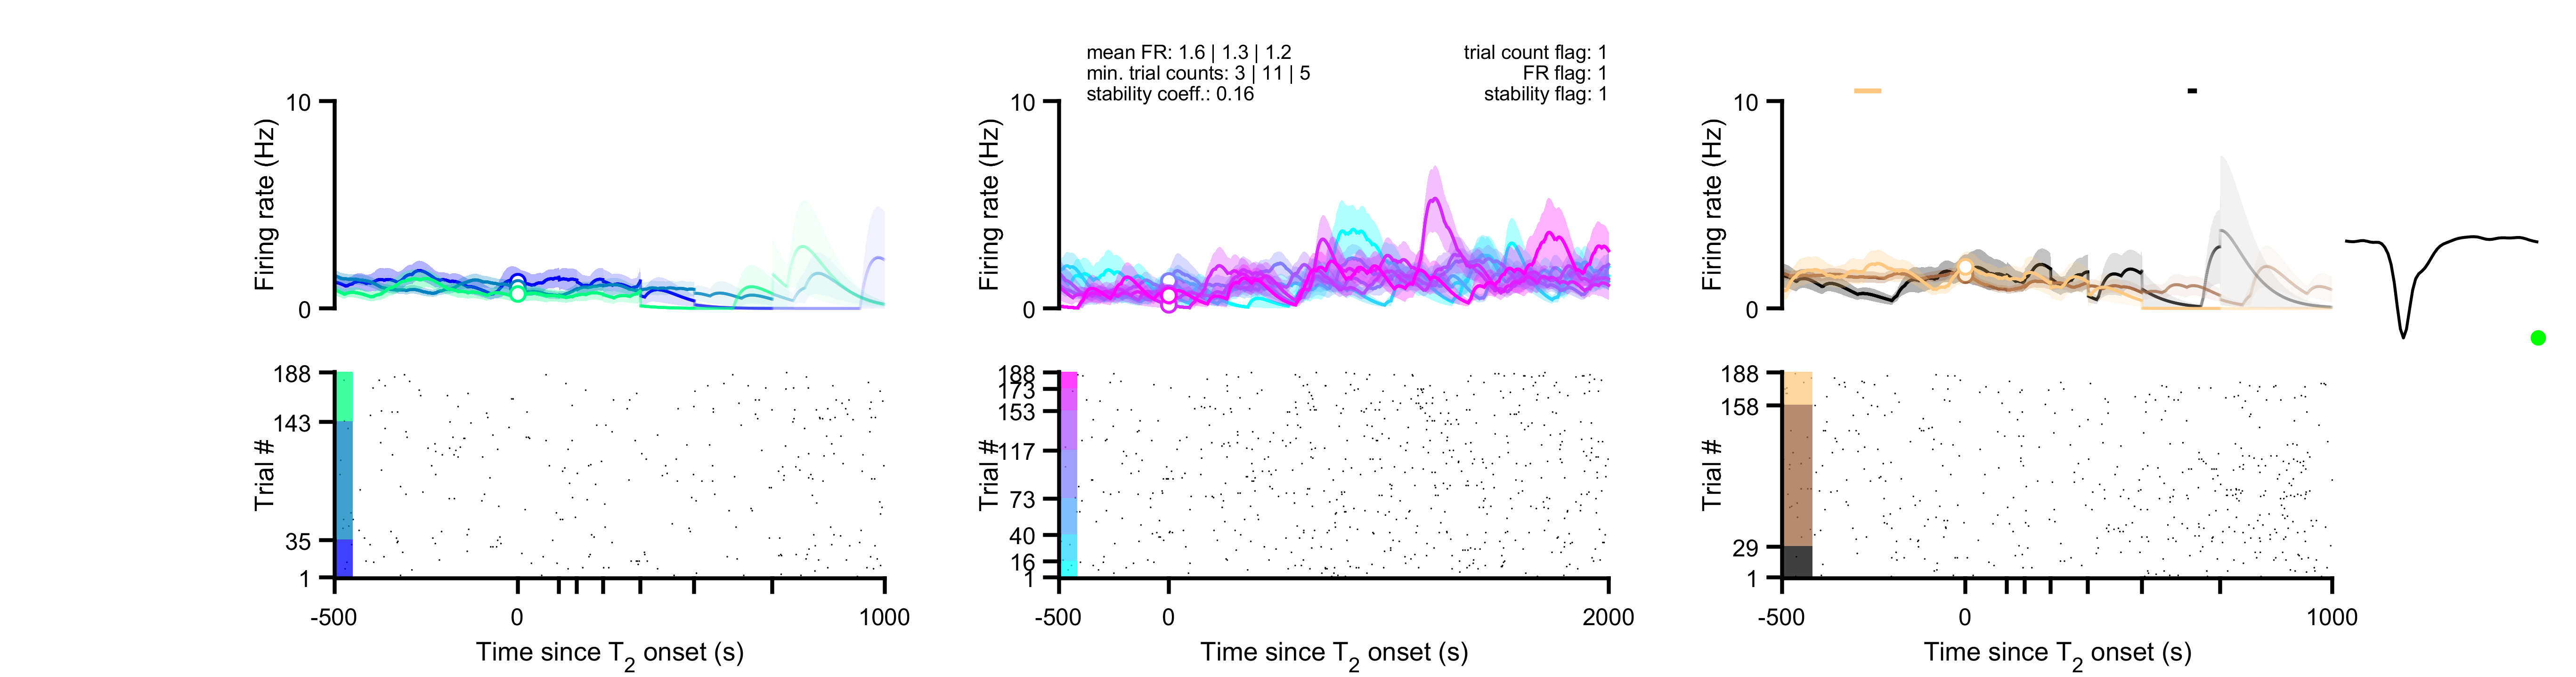 mean FR: 1.6 | 1.3 | 1.2
min. trial counts: 3 | 11 | 5
stability coeff.: 0.16
trial count flag: 1
FR flag: 1
stability flag: 1
10
Firing rate (Hz)
0
10
Firing rate (Hz)
0
10
Firing rate (Hz)
0
188
143
Trial #
35
1
-500
0
1000
Time since T2 onset (s)
188
173
153
117
Trial #
73
40
16
1
-500
0
2000
Time since T2 onset (s)
188
158
Trial #
29
1
-500
0
1000
Time since T2 onset (s)